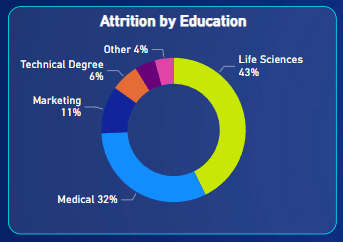 Attrition by Education
Other 4%
Life Sciences
43%
Technical Degree
6%
Marketing
11%
Medical 32%